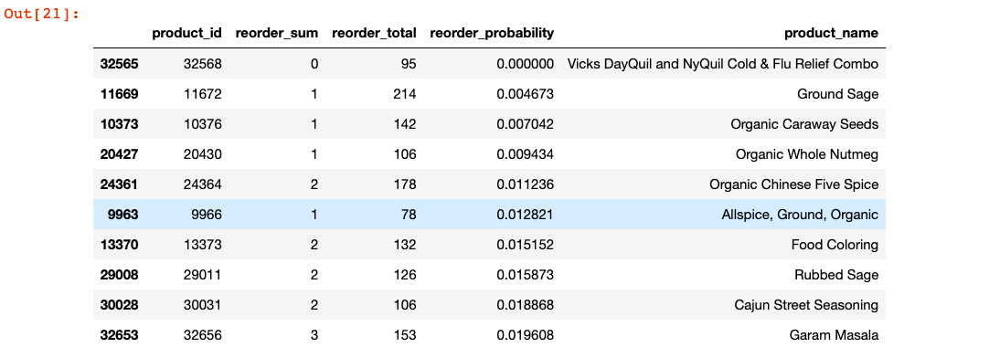 Out[21]:
product_id reorder_sum reorder_total reorder_probability product_name
32565 32568 0 95 0.000000 Vicks DayQuil and NyQuil Cold & Flu Relief Combo
11669 11672 1 214 0.004673 Ground Sage
10373 10376 1 142 0.007042 Organic Caraway Seeds
20427 20430 1 106 0.009434 Organic Whole Nutmeg
24361 24364 2 178 0.011236 Organic Chinese Five Spice
9963 9966 1 78 0.012821 Allspice, Ground, Organic
13370 13373 2 132 0.015152 Food Coloring
29008 29011 2 126 0.015873 Rubbed Sage
30028 30031 2 106 0.018868 Cajun Street Seasoning
32653 32656 3 153 0.019608 Garam Masala